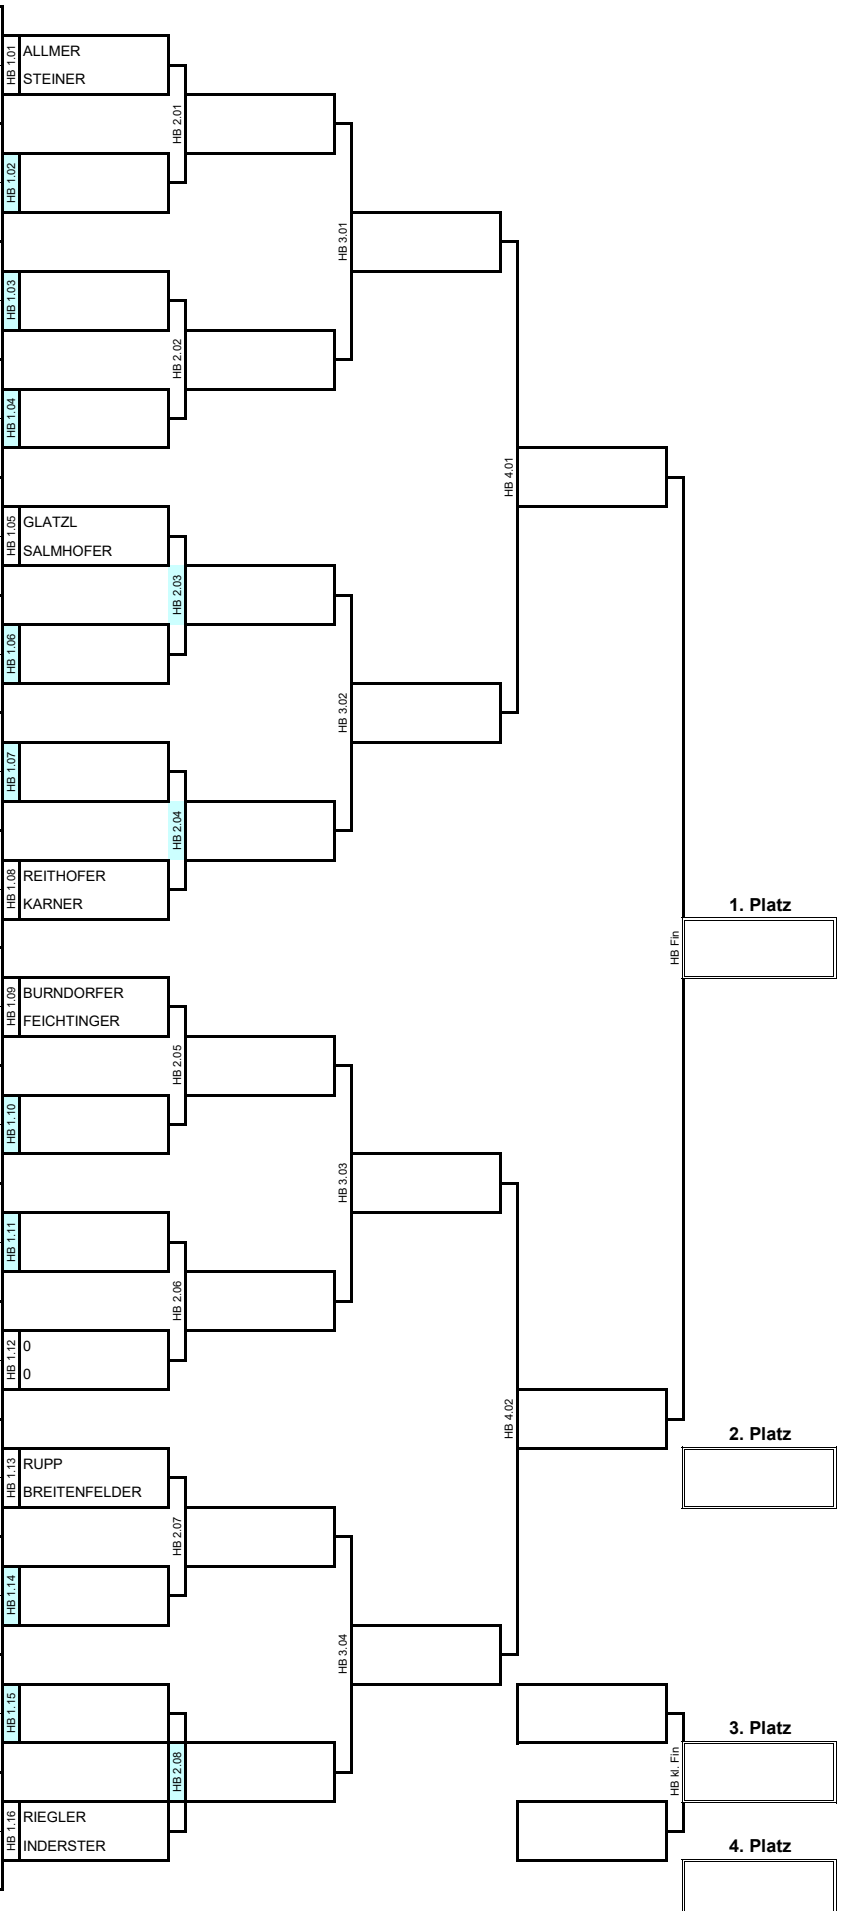 HB 1.01
ALLMER
STEINER
HB 2.01
HB 1.02
HB 3.01
HB 1.03
HB 2.02
HB 1.04
HB 4.01
HB 1.05
GLATZL
SALMHOFER
HB 2.03
HB 1.06
HB 3.02
HB 1.07
HB 2.04
HB 1.08
REITHOFER
KARNER
1. Platz
HB Fin
HB 1.09
BURNDORFER
FEICHTINGER
HB 2.05
HB 1.10
HB 3.03
HB 1.11
HB 2.06
HB 1.12
0
0
HB 4.02
2. Platz
HB 1.13
RUPP
BREITENFELDER
HB 2.07
HB 1.14
HB 3.04
HB 1.15
3. Platz
HB 2.08
HB kl. Fin
HB 1.16
RIEGLER
INDERSTER
4. Platz